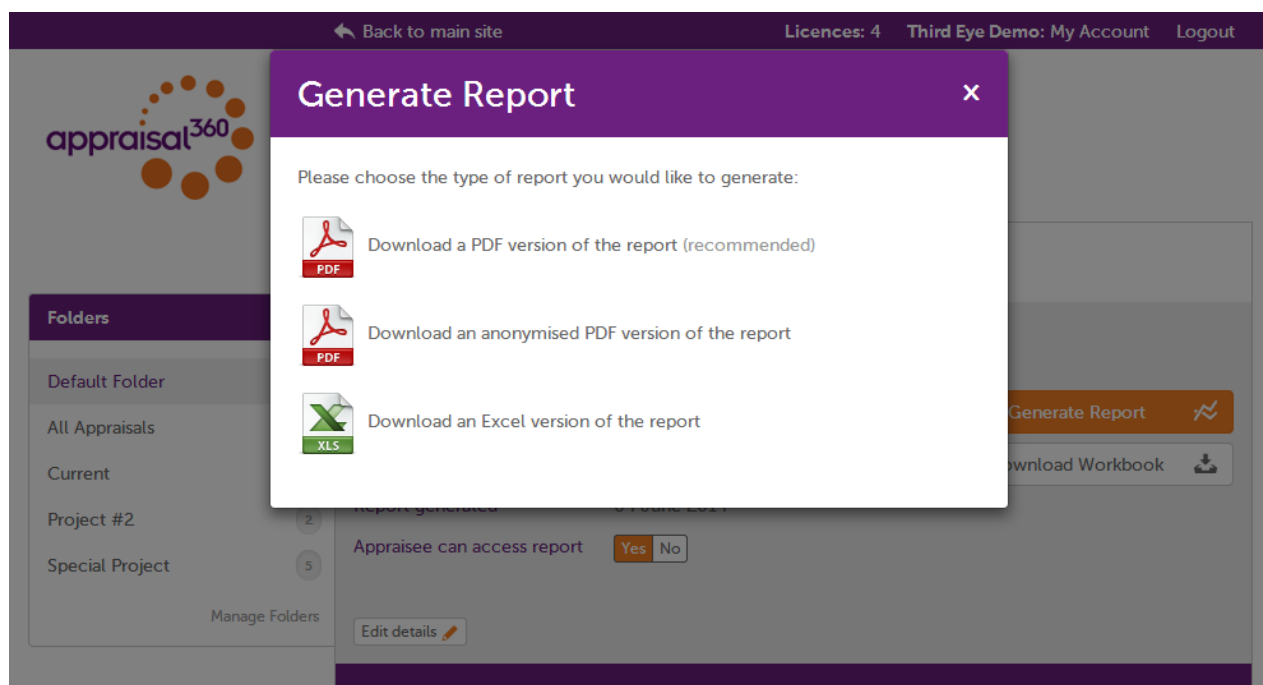 Back to main site
Licences: 4 Third Eye Demo: My Account Logout
appraisal360
Generate Report
x
Please choose the type of report you would like to generate:
PDF
Download a PDF version of the report (recommended)
PDF
Download an anonymised PDF version of the report
XLS
Download an Excel version of the report
Folders
Default Folder
All Appraisals
Current
Project #2 2
Special Project 5
Manage Folders
Generate Report
ownload Workbook
Report generated
Appraisee can access report Yes No
Edit details